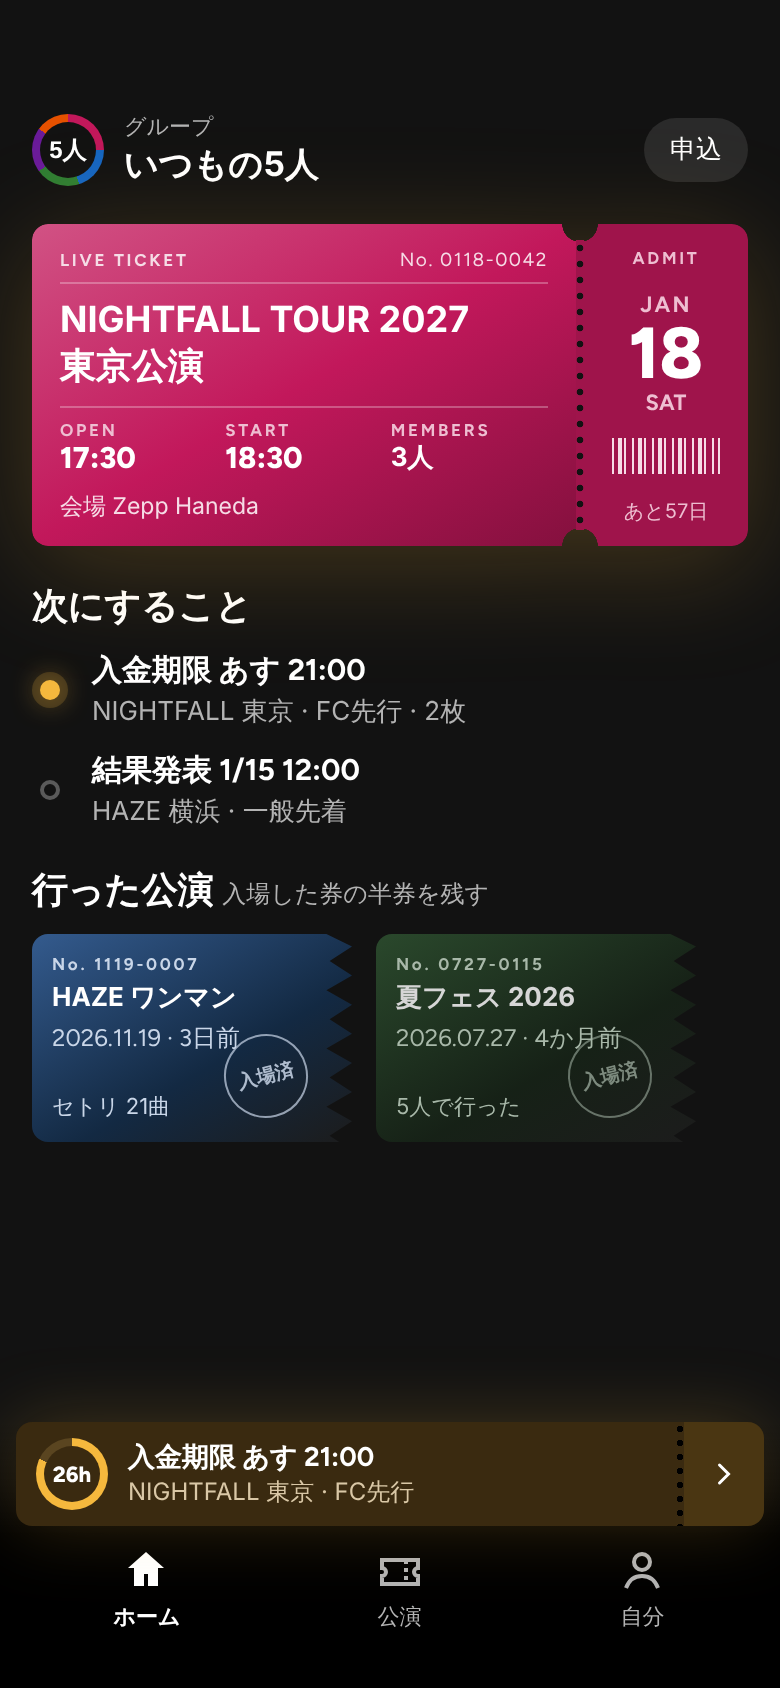 5人
グループ
いつもの5人
申込
LIVE TICKET
No. 0118-0042
NIGHTFALL TOUR 2027
東京公演
OPEN
START
MEMBERS
17:30
18:30
3人
会場 Zepp Haneda
ADMIT
JAN
18
SAT
あと57日
次にすること
入金期限 あす 21:00
NIGHTFALL 東京 · FC先行 · 2枚
結果発表 1/15 12:00
HAZE 横浜 · 一般先着
行った公演 入場した券の半券を残す
No. 1119-0007
HAZE ワンマン
2026.11.19 · 3日前
入場済
セトリ 21曲
No. 0727-0115
夏フェス 2026
2026.07.27 · 4か月前
入場済
5人で行った
26h
入金期限 あす 21:00
NIGHTFALL 東京 · FC先行
ホーム
公演
自分